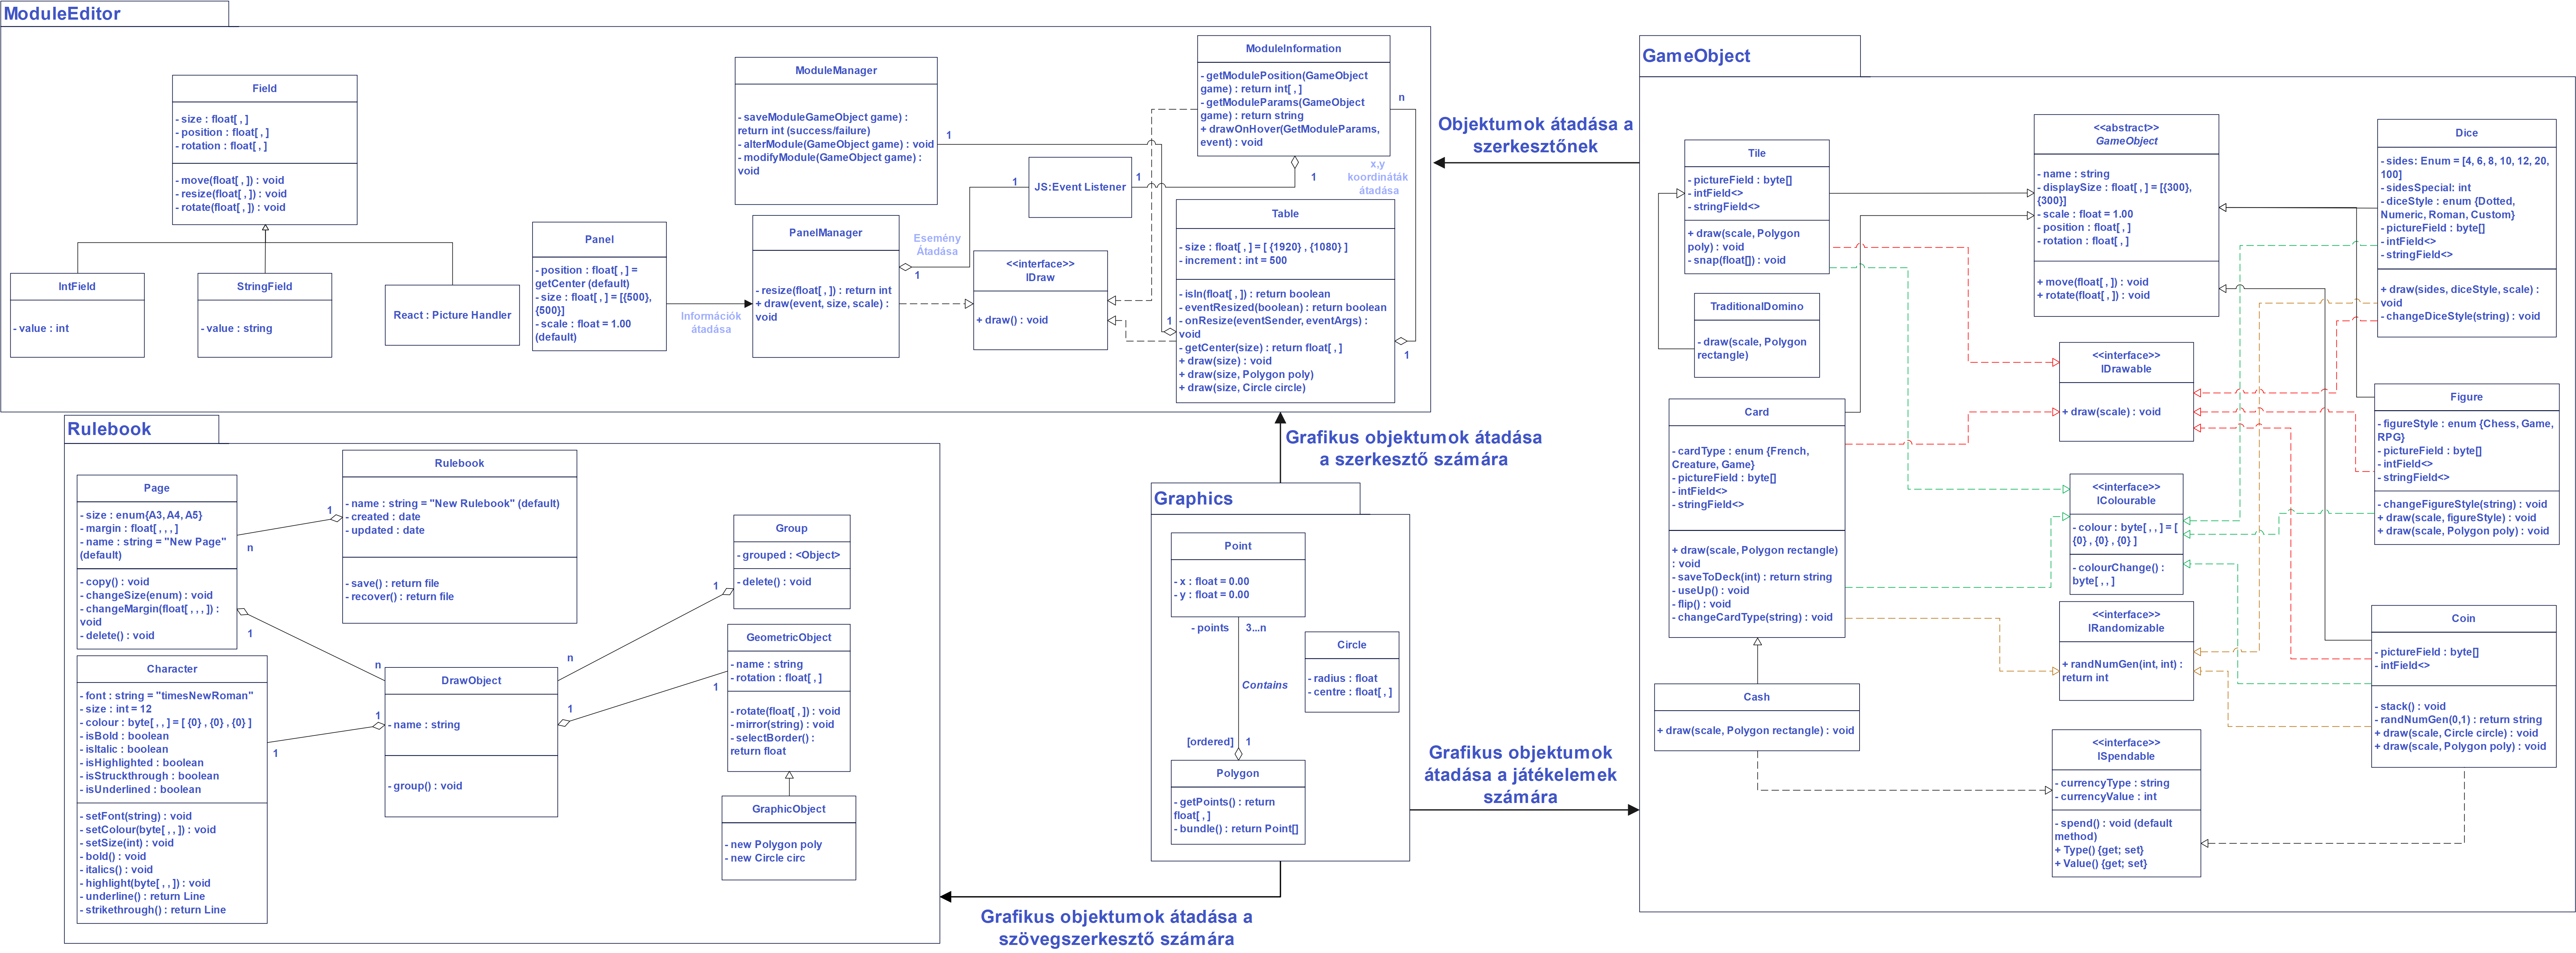 ModuleEditor
Field
- size : float[ , ]
- position : float[ , ]
- rotation : float[ , ]
- move(float[ , ]) : void
- resize(float[ , ]) : void
- rotate(float[ , ]) : void
IntField
- value : int
StringField
- value : string
React : Picture Handler
Panel
- position : float[ , ] =
getCenter (default)
- size : float[ , ] = [{500},
{500}]
- scale : float = 1.00
(default)
Információk
átadása
ModuleManager
- saveModuleGameObject game) :
return int (success/failure)
- alterModule(GameObject game) : void
- modifyModule(GameObject game) :
void
1
PanelManager
- resize(float[ , ]) : return int
+ draw(event, size, scale) :
void
Esemény
Átadása
1
1
JS:Event Listener
1
<<interface>>
IDraw
+ draw() : void
ModuleInformation
- getModulePosition(GameObject
game) : return int[ , ]
- getModuleParams(GameObject
game) : return string
+ drawOnHover(GetModuleParams,
event) : void
n
1
x,y
koordináták
átadása
Table
- size : float[ , ] = [ {1920} , {1080} ]
- increment : int = 500
- isIn(float[ , ]) : return boolean
- eventResized(boolean) : return boolean
- onResize(eventSender, eventArgs) :
void
- getCenter(size) : return float[ , ]
+ draw(size) : void
+ draw(size, Polygon poly)
+ draw(size, Circle circle)
1
1
Objektumok átadása a
szerkesztőnek
Grafikus objektumok átadása
a szerkesztő számára
Rulebook
Page
- size : enum{A3, A4, A5}
- margin : float[ , , , ]
- name : string = "New Page"
(default)
- copy() : void
- changeSize(enum) : void
- changeMargin(float[ , , , ]) :
void
- delete() : void
n
1
1
n
Rulebook
- name : string = "New Rulebook" (default)
- created : date
- updated : date
- save() : return file
- recover() : return file
Character
- font : string = "timesNewRoman"
- size : int = 12
- colour : byte[ , , ] = [ {0} , {0} , {0} ]
- isBold : boolean
- isItalic : boolean
- isHighlighted : boolean
- isStruckthrough : boolean
- isUnderlined : boolean
- setFont(string) : void
- setColour(byte[ , , ]) : void
- setSize(int) : void
- bold() : void
- italics() : void
- highlight(byte[ , , ]) : void
- underline() : return Line
- strikethrough() : return Line
1
1
DrawObject
- name : string
- group() : void
n
1
1
1
Group
- grouped : <Object>
- delete() : void
GeometricObject
- name : string
- rotation : float[ , ]
- rotate(float[ , ]) : void
- mirror(string) : void
- selectBorder() :
return float
GraphicObject
- new Polygon poly
- new Circle circ
Grafikus objektumok átadása a
szövegszerkesztő számára
Graphics
Point
- x : float = 0.00
- y : float = 0.00
- points
3...n
Contains
[ordered]
1
Circle
- radius : float
- centre : float[ , ]
Polygon
- getPoints() : return
float[ , ]
- bundle() : return Point[]
Grafikus objektumok
átadása a játékelemek
számára
GameObject
Tile
- pictureField : byte[]
- intField<>
- stringField<>
+ draw(scale, Polygon
poly) : void
- snap(float[]) : void
TraditionalDomino
- draw(scale, Polygon
rectangle)
Card
- cardType : enum {French,
Creature, Game}
- pictureField : byte[]
- intField<>
- stringField<>
+ draw(scale, Polygon rectangle)
: void
- saveToDeck(int) : return string
- useUp() : void
- flip() : void
- changeCardType(string) : void
Cash
+ draw(scale, Polygon rectangle) : void
<<abstract>>
GameObject
- name : string
- displaySize : float[ , ] = [{300},
{300}]
- scale : float = 1.00
- position : float[ , ]
- rotation : float[ , ]
+ move(float[ , ]) : void
+ rotate(float[ , ]) : void
<<interface>>
IDrawable
+ draw(scale) : void
<<interface>>
IColourable
- colour : byte[ , , ] = [
{0} , {0} , {0} ]
- colourChange() :
byte[ , , ]
<<interface>>
IRandomizable
+ randNumGen(int, int) :
return int
<<interface>>
ISpendable
- currencyType : string
- currencyValue : int
- spend() : void (default
method)
+ Type() {get; set}
+ Value() {get; set}
Dice
- sides: Enum = [4, 6, 8, 10, 12, 20,
100]
- sidesSpecial: int
- diceStyle : enum {Dotted,
Numeric, Roman, Custom}
- pictureField : byte[]
- intField<>
- stringField<>
+ draw(sides, diceStyle, scale) :
void
- changeDiceStyle(string) : void
Figure
- figureStyle : enum {Chess, Game,
RPG}
- pictureField : byte[]
- intField<>
- stringField<>
- changeFigureStyle(string) : void
+ draw(scale, figureStyle) : void
+ draw(scale, Polygon poly) : void
Coin
- pictureField : byte[]
- intField<>
- stack() : void
- randNumGen(0,1) : return string
+ draw(scale, Circle circle) : void
+ draw(scale, Polygon poly) : void